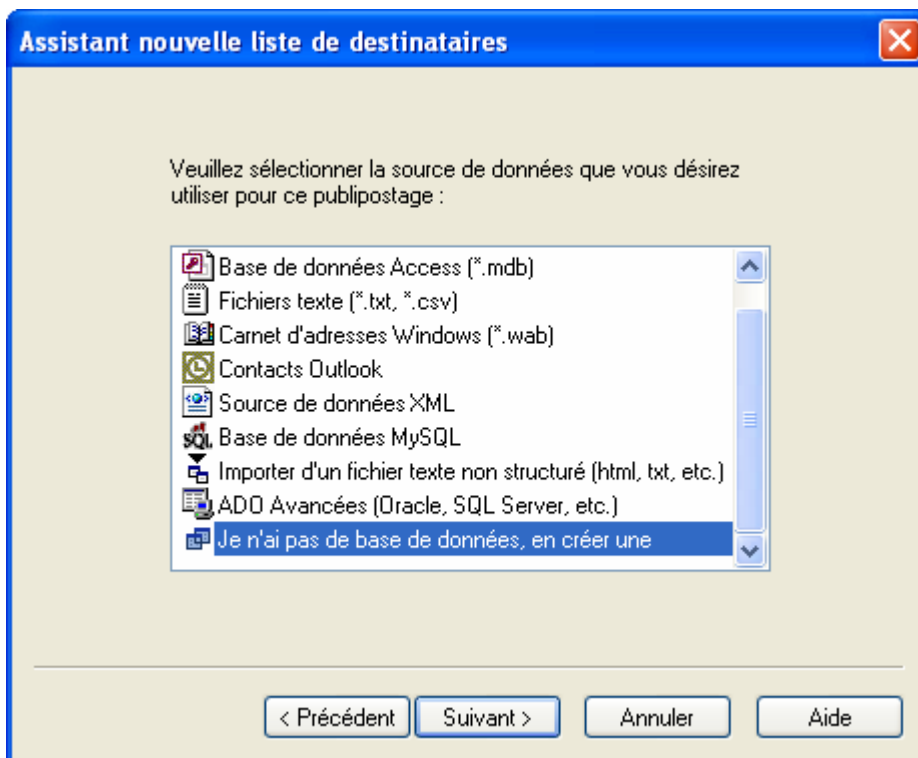 Assistant nouvelle liste de destinataires
Veuillez sélectionner la source de données que vous désirez
utiliser pour ce publipostage :
Base de données Access (*.mdb)
Fichiers texte (*.txt, *.csv)
Carnet d'adresses Windows (*.wab)
Contacts Outlook
Source de données XML
SQL Base de données MySQL
Importer d'un fichier texte non structuré (html, txt, etc.)
ADO Avancées (Oracle, SQL Server, etc.)
Je n'ai pas de base de données, en créer une
< Précédent Suivant > Annuler Aide